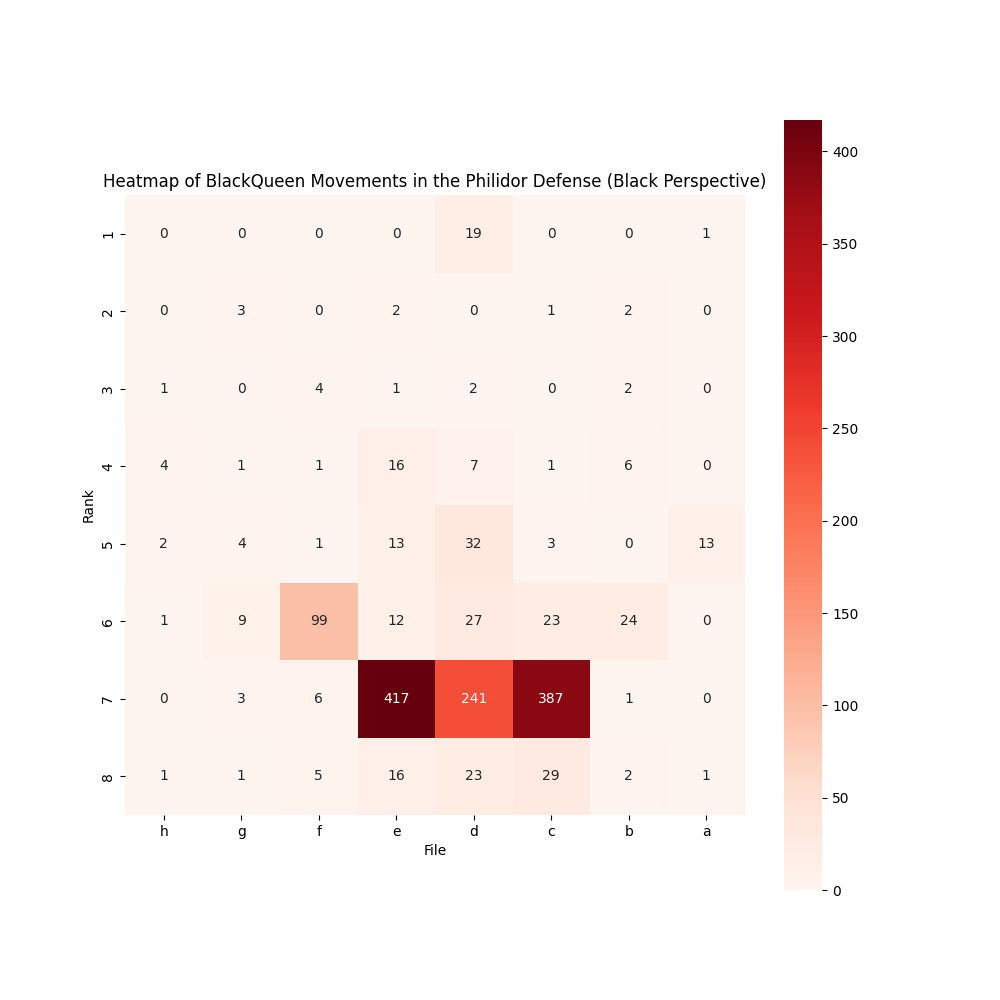 Heatmap of BlackQueen Movements in the Philidor Defense (Black Perspective)
1 0 0 0 0 19 0 0 1
2 0 3 0 2 0 1 2 0
3 1 0 4 1 2 0 2 0
4 4 1 1 16 7 1 6 0
5 2 4 1 13 32 3 0 13
6 1 9 99 12 27 23 24 0
7 0 3 6 417 241 387 1 0
8 1 1 5 16 23 29 2 1
h g f e d c b a
Rank
File
400
350
300
250
200
150
100
50
0